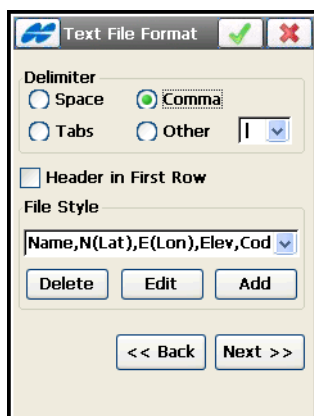 Text File Format
Delimiter
Space Comma
Tabs Other |
Header in First Row
File Style
Name,N(Lat),E(Lon),Elev,Cod
Delete Edit Add
<< Back Next >>